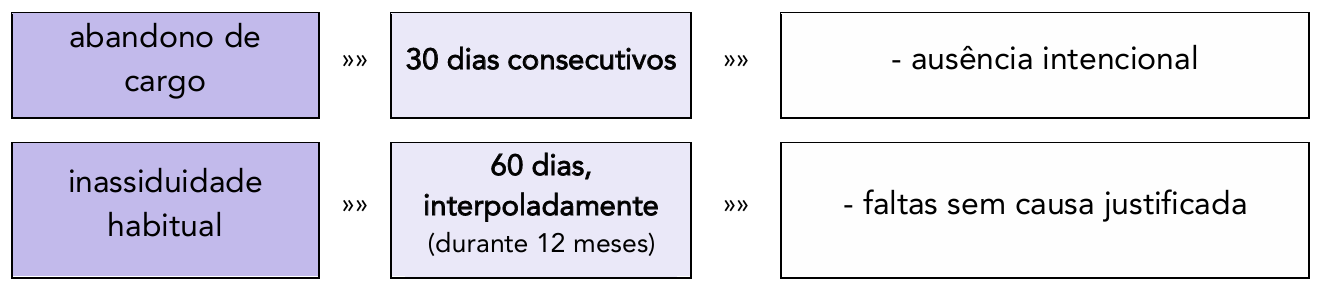 abandono de
cargo
»»
30 dias consecutivos
»»
- ausência intencional
inassiduidade
habitual
»»
60 dias,
interpoladamente
(durante 12 meses)
»»
- faltas sem causa justificada